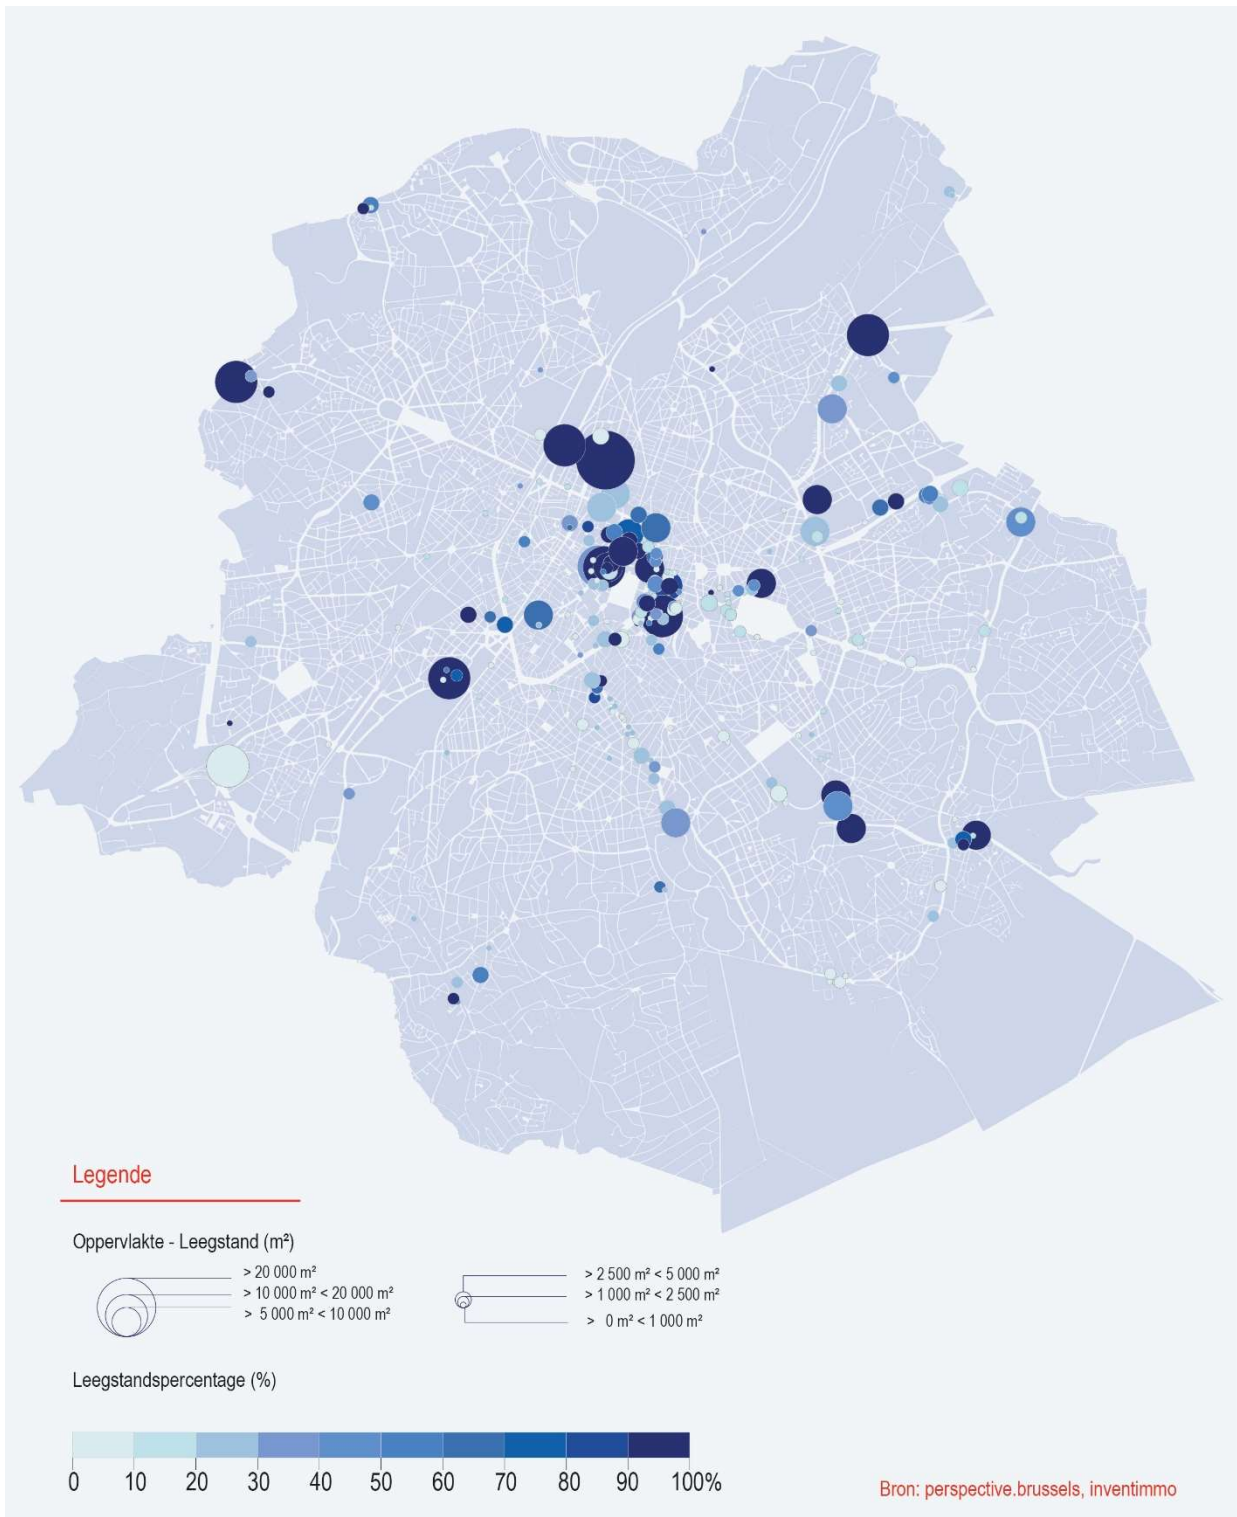 Legende
Oppervlakte - Leegstand (m²)
> 20 000 m²
> 10 000 m² < 20 000 m²
> 5 000 m² < 10 000 m²
> 2 500 m² < 5 000 m²
> 1 000 m² < 2 500 m²
> 0 m² < 1 000 m²
Leegstandspercentage (%)
0 10 20 30 40 50 60 70 80 90 100%
Bron: perspective.brussels, inventimmo